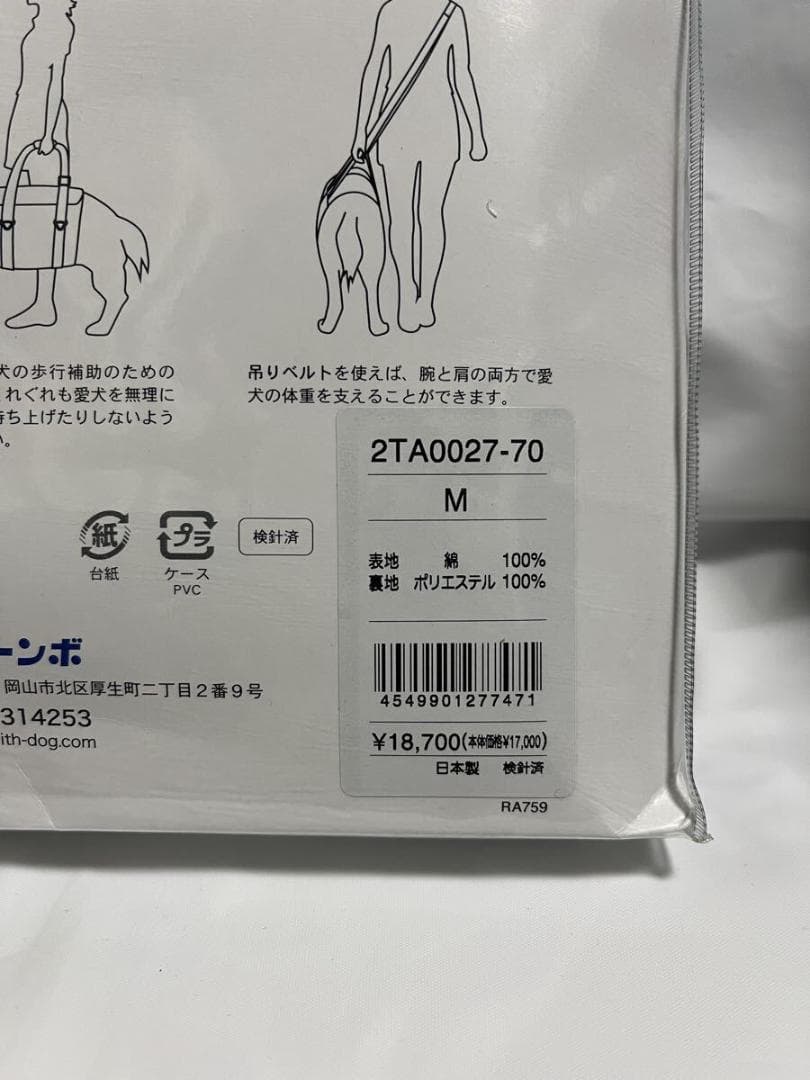 犬の歩行補助のための
れぐれも愛犬を無理に
持ち上げたりしないよう
い。
吊りベルトを使えば、腕と肩の両方で愛
犬の体重を支えることができます。
2TA0027-70
M
表地 綿 100%
裏地 ポリエステル 100%
紙
台紙
プラ
ケース
PVC
検針済
ーンボ
岡山市北区厚生町二丁目2番9号
314253
ith-dog.com
4549901277471
¥18,700(本体価格¥17,000)
日本製 検針済
RA759